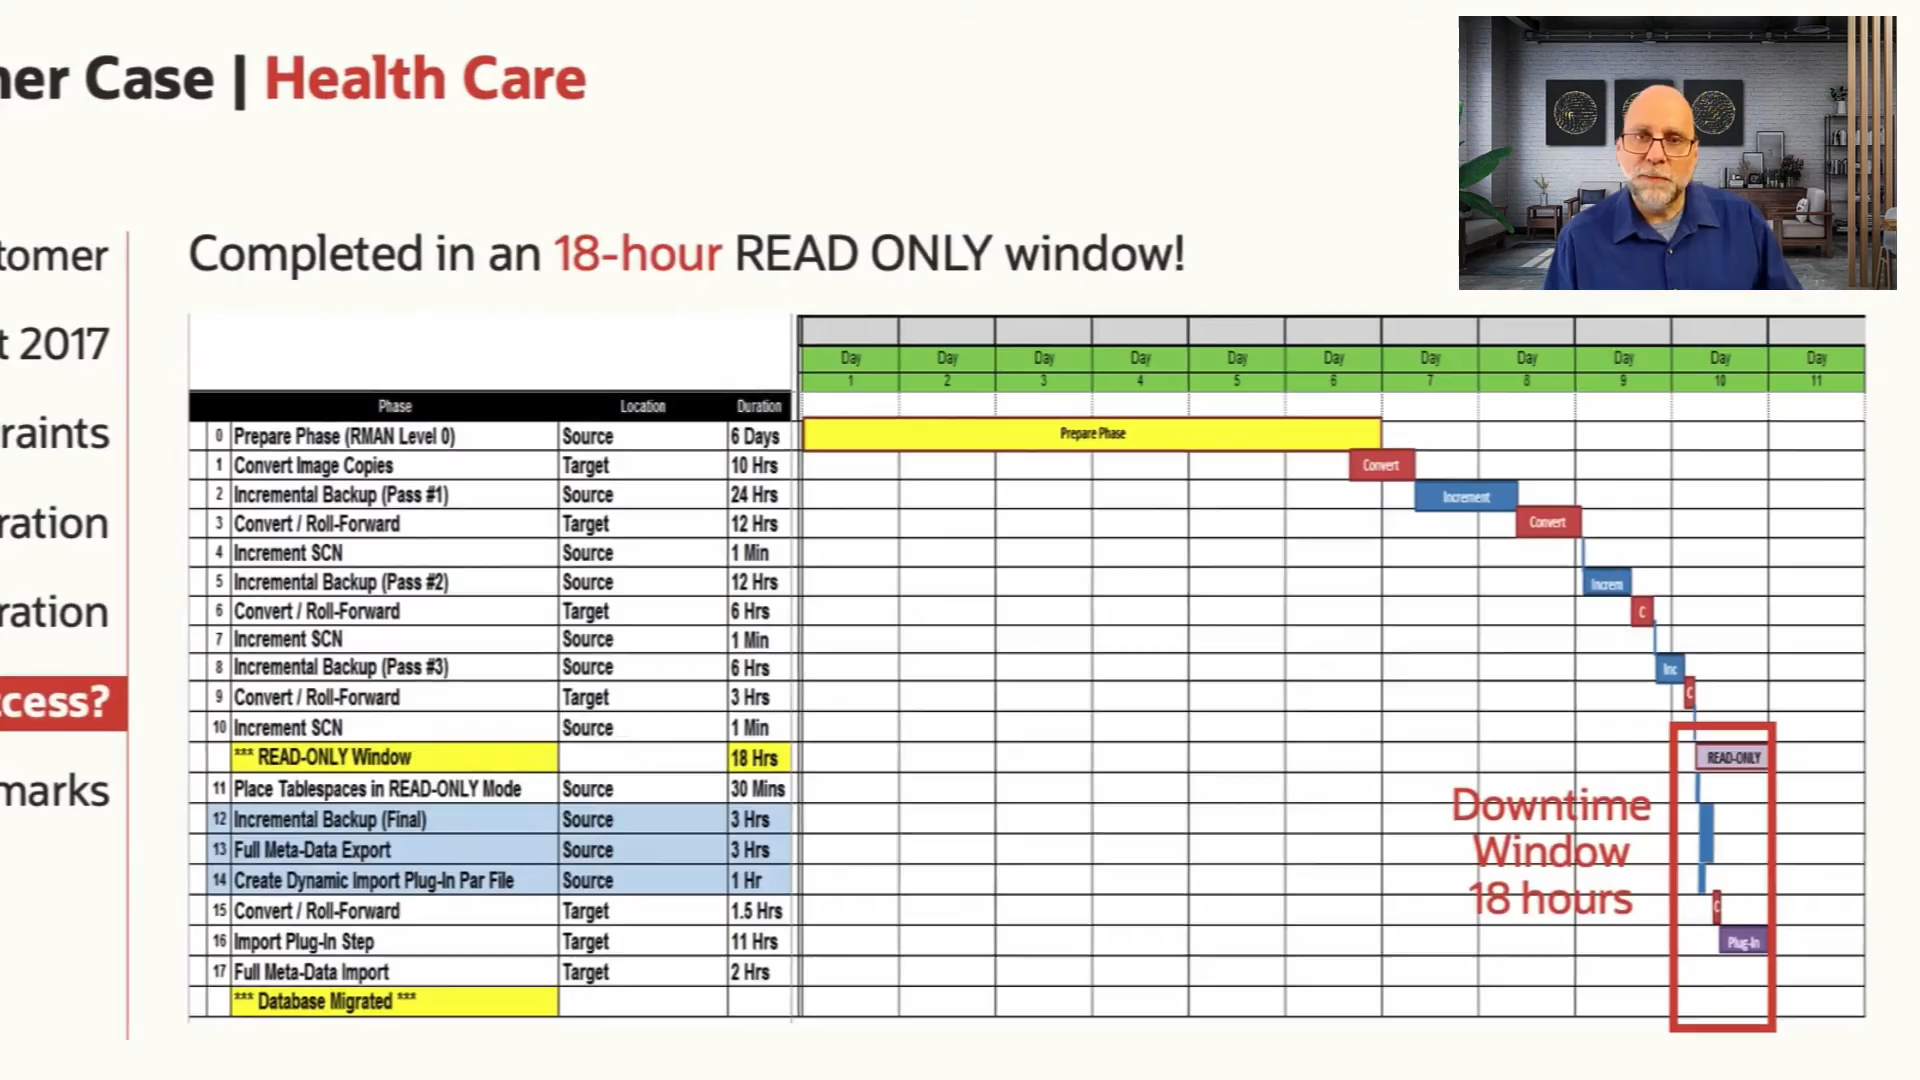 ner Case | Health Care
tomer
t 2017
raints
ration
ration
ccess?
marks
Completed in an 18-hour READ ONLY window!
Day Day Day Day Day Day Day Day Day Day Day
1 2 3 4 5 6 7 8 9 10 11
Phase Location Duration
0 Prepare Phase (RMAN Level 0) Source 6 Days Prepare Phase
1 Convert Image Copies Target 10 Hrs Convert
2 Incremental Backup (Pass #1) Source 24 Hrs Increment
3 Convert / Roll-Forward Target 12 Hrs Convert
4 Increment SCN Source 1 Min
5 Incremental Backup (Pass #2) Source 12 Hrs Increm
6 Convert / Roll-Forward Target 6 Hrs C
7 Increment SCN Source 1 Min
8 Incremental Backup (Pass #3) Source 6 Hrs Inc
9 Convert / Roll-Forward Target 3 Hrs C
10 Increment SCN Source 1 Min
*** READ-ONLY Window 18 Hrs READ-ONLY
11 Place Tablespaces in READ-ONLY Mode Source 30 Mins
12 Incremental Backup (Final) Source 3 Hrs
13 Full Meta-Data Export Source 3 Hrs
14 Create Dynamic Import Plug-In Par File Source 1 Hr
15 Convert / Roll-Forward Target 1.5 Hrs C
16 Import Plug-In Step Target 11 Hrs Plug-In
17 Full Meta-Data Import Target 2 Hrs
*** Database Migrated ***
Downtime
Window
18 hours